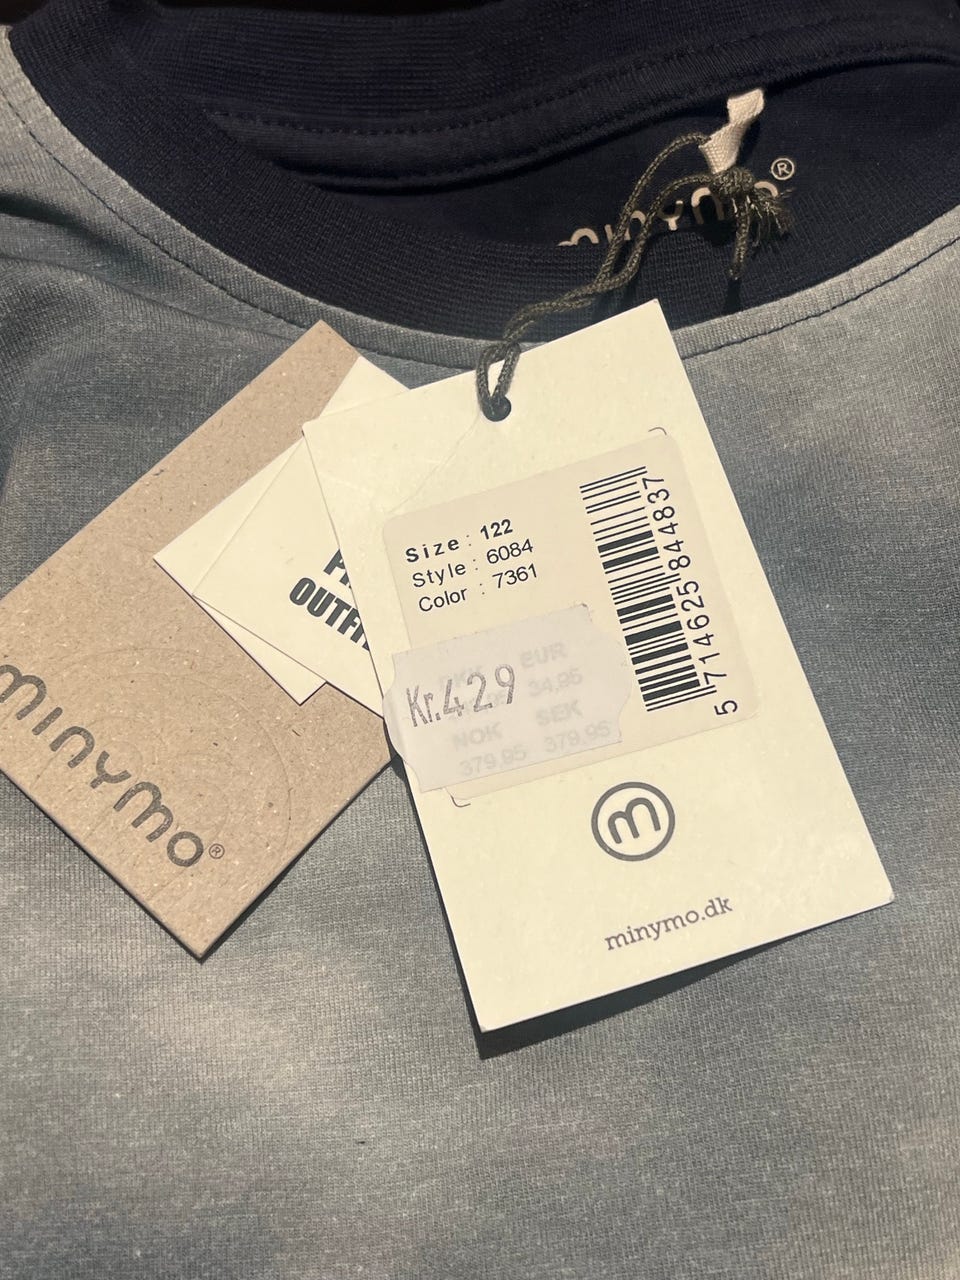 minymo®
OUTFI
minymo®
Size : 122
Style : 6084
Color : 7361
5 714625 844837
Kr.429
EUR
34,95
NOK SEK
379,95 379,95
m
minymo.dk